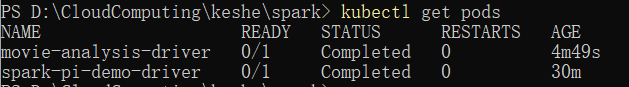 PS D:\CloudComputing\keshe\spark> kubectl get pods
NAME READY STATUS RESTARTS AGE
movie-analysis-driver 0/1 Completed 0 4m49s
spark-pi-demo-driver 0/1 Completed 0 30m
PS D:\CloudComputing\keshe\spark>